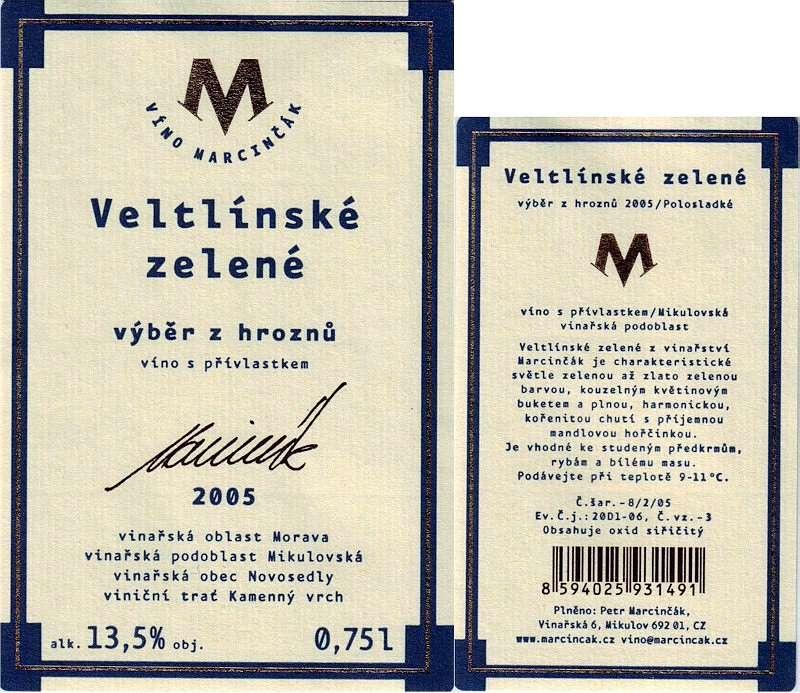 M
VÍNO MARCINČÁK
Veltlínské
zelené
výběr z hroznů
víno s přívlastkem
2005
vinařská oblast Morava
vinařská podoblast Mikulovská
vinařská obec Novosedly
viniční trať Kamenný vrch
alk. 13,5% obj. 0,75l
Veltlínské zelené
výběr z hroznů 2005/Polosladké
M
víno s přívlastkem/Mikulovská
vinařská podoblast
Veltlínské zelené z vinařství
Marcinčák je charakteristické
světle zelenou až zlato zelenou
barvou, kouzelným květinovým
buketem a plnou, harmonickou,
kořenitou chutí s příjemnou
mandlovou hořčinkou.
Je vhodné ke studeným předkrmům,
rybám a bílému masu.
Podávejte při teplotě 9-11°C.
Č.šar.-8/2/05
Ev.Č.j.:20D1-06, Č.vz.-3
Obsahuje oxid siřičitý
8 594025 931491
Plněno: Petr Marcinčák,
Vinařská 6, Mikulov 692 01, CZ
www.marcincak.cz vino@marcincak.cz